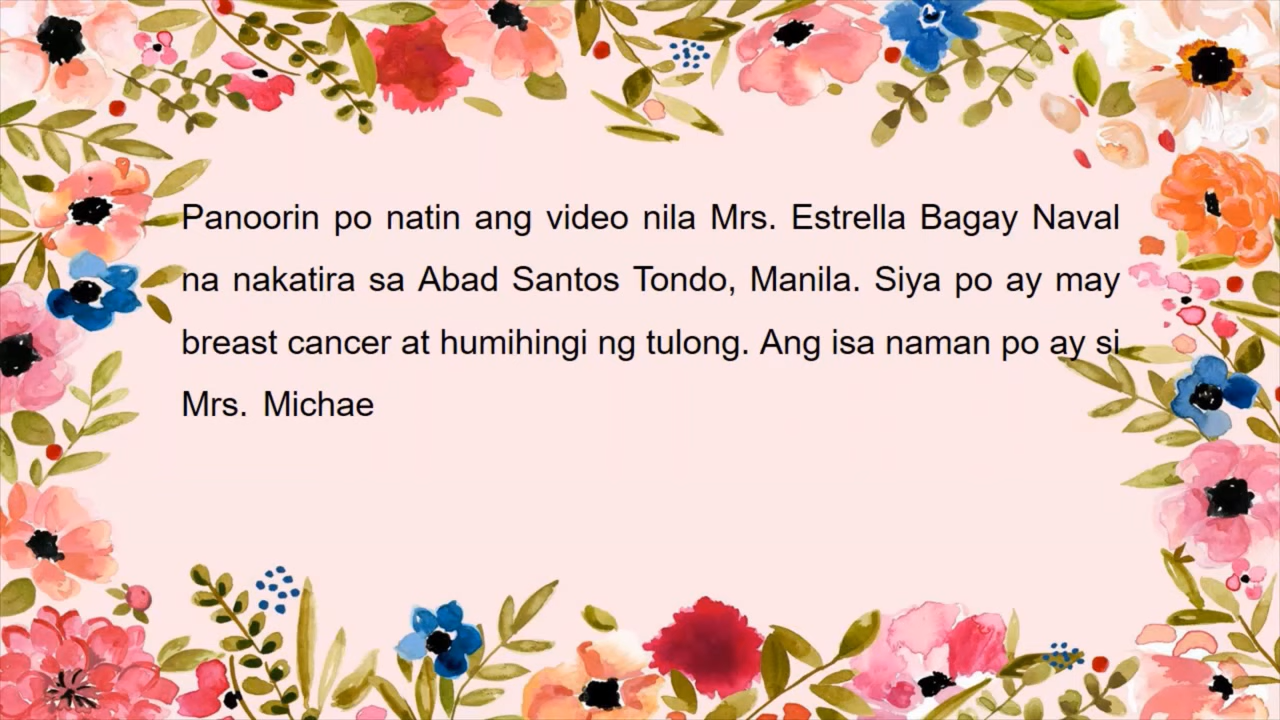 Panoorin po natin ang video nila Mrs. Estrella Bagay Naval
na nakatira sa Abad Santos Tondo, Manila. Siya po ay may
breast cancer at humihingi ng tulong. Ang isa naman po ay si
Mrs. Michae